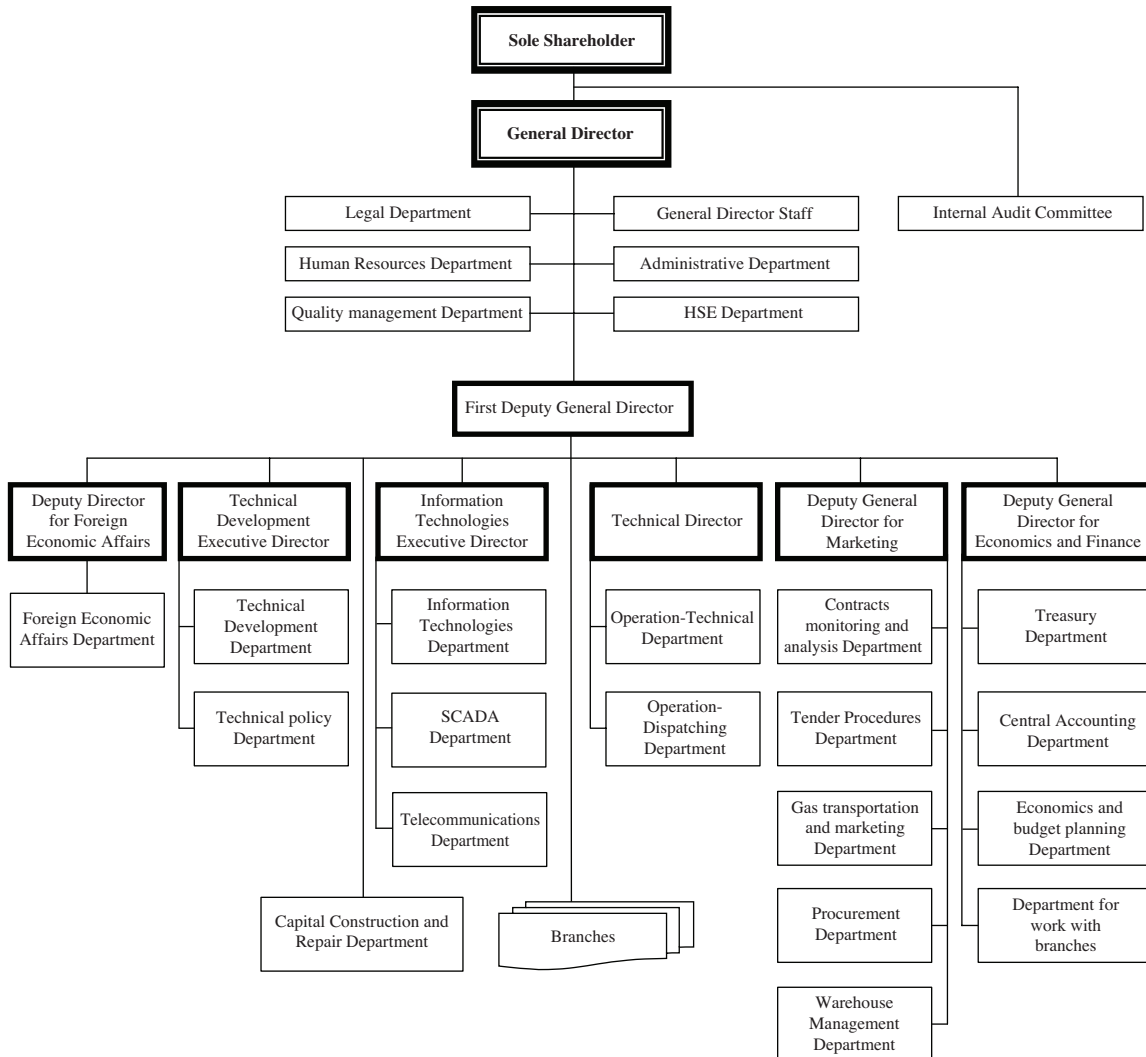 Sole Shareholder
General Director
Legal Department
General Director Staff
Internal Audit Committee
Human Resources Department
Administrative Department
Quality management Department
HSE Department
First Deputy General Director
Deputy Director
for Foreign
Economic Affairs
Technical
Development
Executive Director
Information
Technologies
Executive Director
Technical Director
Deputy General
Director for
Marketing
Deputy General
Director for
Economics and Finance
Foreign Economic
Affairs Department
Technical
Development
Department
Information
Technologies
Department
Operation-Technical
Department
Contracts
monitoring and
analysis Department
Treasury
Department
Technical policy
Department
SCADA
Department
Operation-
Dispatching
Department
Tender Procedures
Department
Central Accounting
Department
Telecommunications
Department
Gas transportation
and marketing
Department
Economics and
budget planning
Department
Capital Construction and
Repair Department
Branches
Procurement
Department
Department for
work with
branches
Warehouse
Management
Department